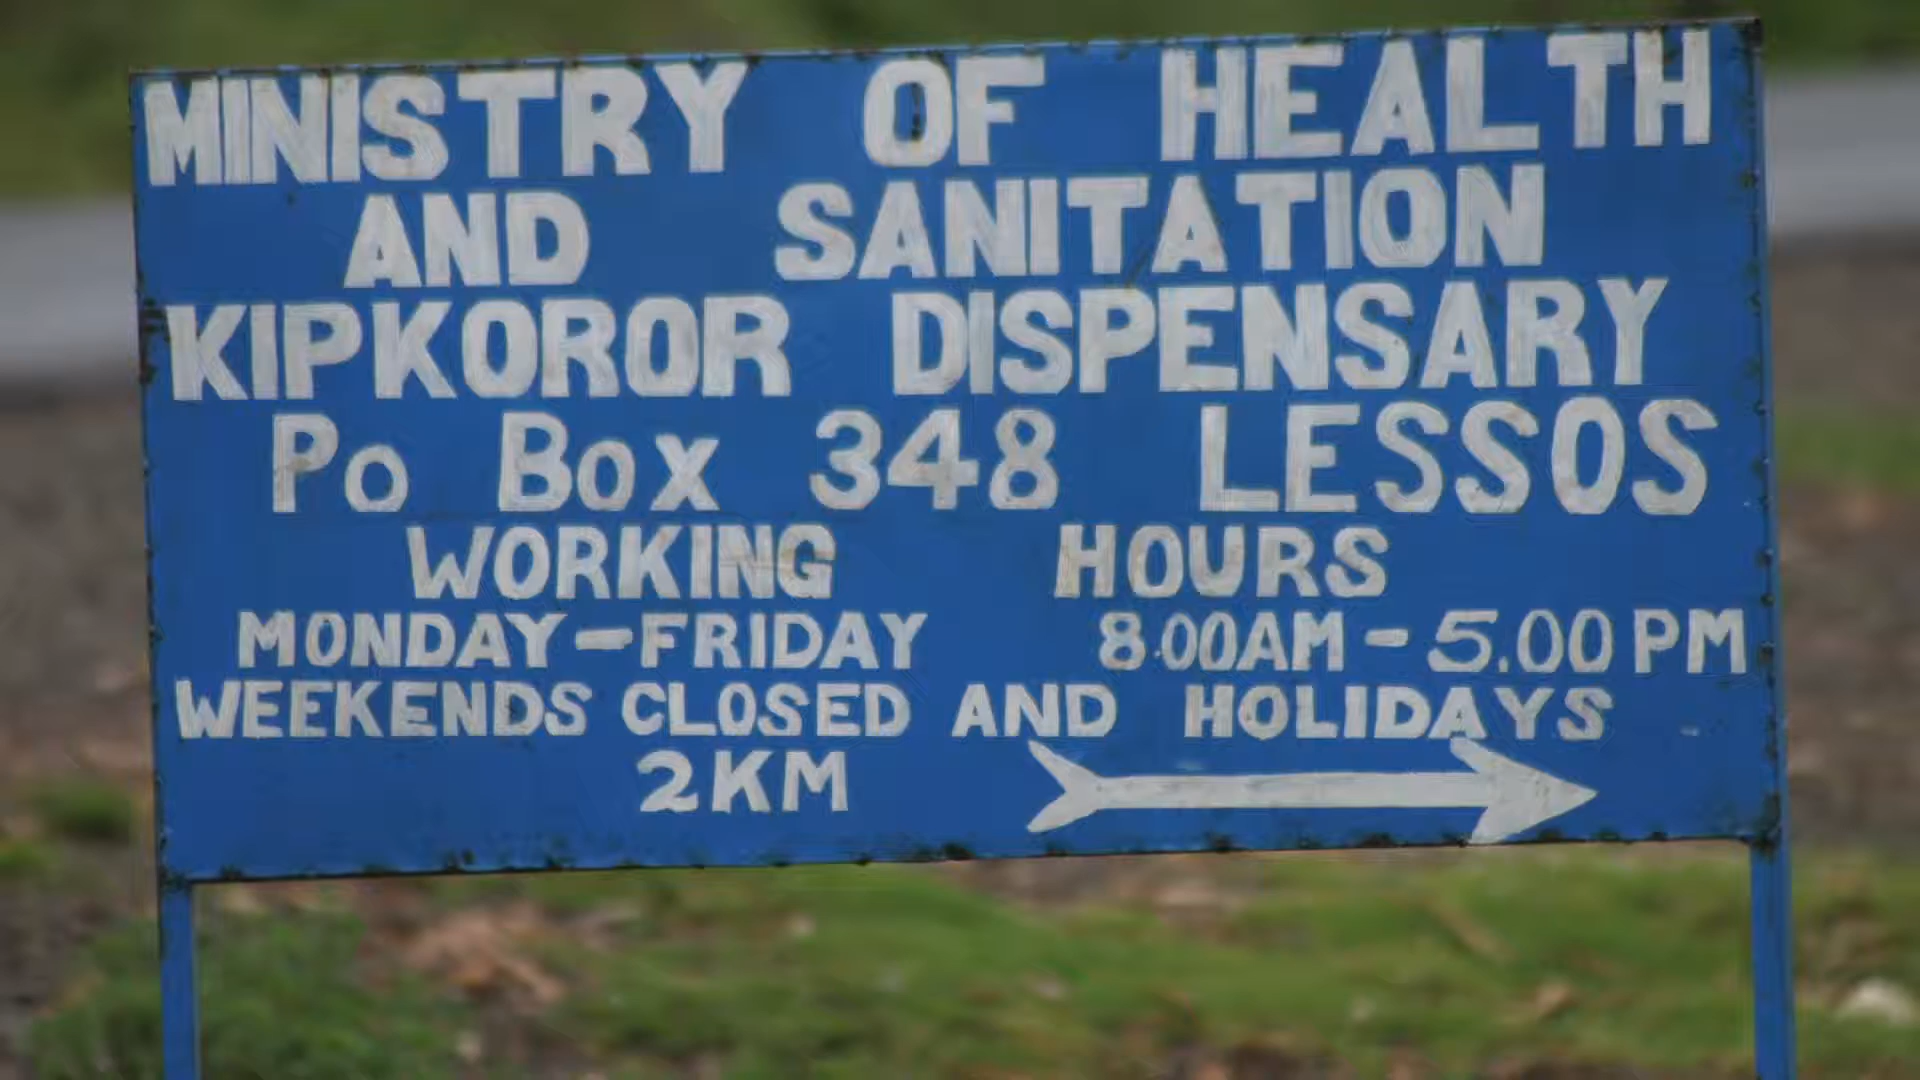 MINISTRY OF HEALTH
AND SANITATION
KIPKOROR DISPENSARY
Po Box 348 LESSOS
WORKING HOURS
MONDAY-FRIDAY 8.00AM-5.00PM
WEEKENDS CLOSED AND HOLIDAYS
2KM